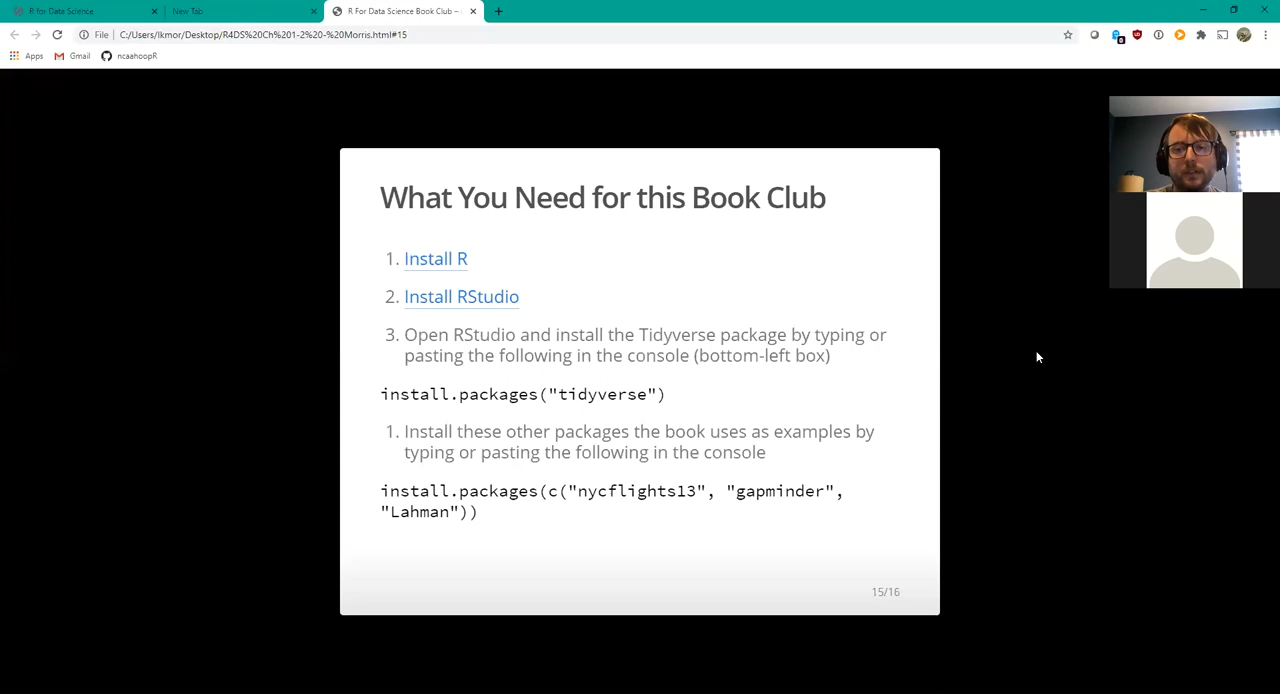 R for Data Science
New Tab
R For Data Science Book Club –
File
C:/Users/lkmor/Desktop/R4DS%20Ch%201-2%20-%20Morris.html#15
Apps
Gmail
ncaahoopR
What You Need for this Book Club
1. Install R
2. Install RStudio
3. Open RStudio and install the Tidyverse package by typing or
pasting the following in the console (bottom-left box)
install.packages("tidyverse")
1. Install these other packages the book uses as examples by
typing or pasting the following in the console
install.packages(c("nycflights13", "gapminder",
"Lahman"))
15/16